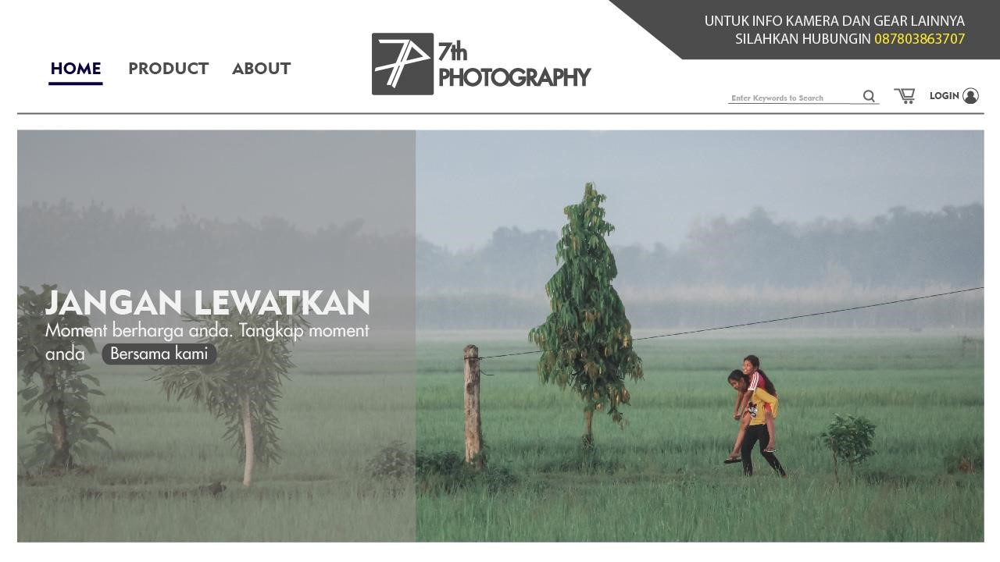 UNTUK INFO KAMERA DAN GEAR LAINNYA
SILAHKAN HUBUNGIN 087803863707
HOME PRODUCT ABOUT
7th
PHOTOGRAPHY
Enter Keywords to Search
LOGIN
JANGAN LEWATKAN
Moment berharga anda. Tangkap moment
anda Bersama kami